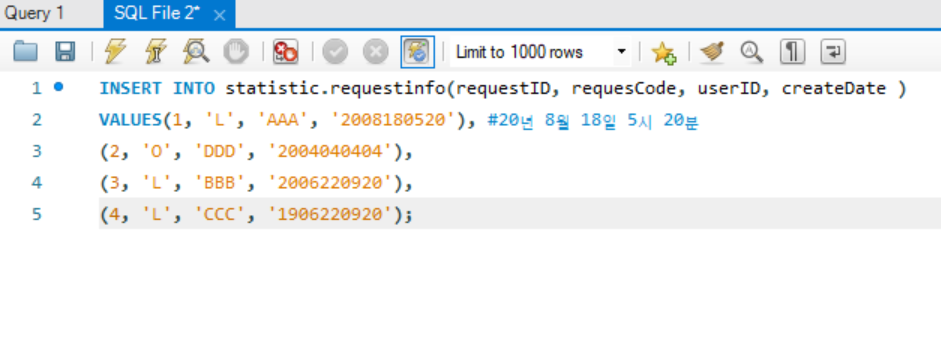 Query 1
SQL File 2*
Limit to 1000 rows
1 INSERT INTO statistic.requestinfo(requestID, requesCode, userID, createDate )
2 VALUES(1, 'L', 'AAA', '2008180520'), #20년 8월 18일 5시 20분
3 (2, 'O', 'DDD', '2004040404'),
4 (3, 'L', 'BBB', '2006220920'),
5 (4, 'L', 'CCC', '1906220920');